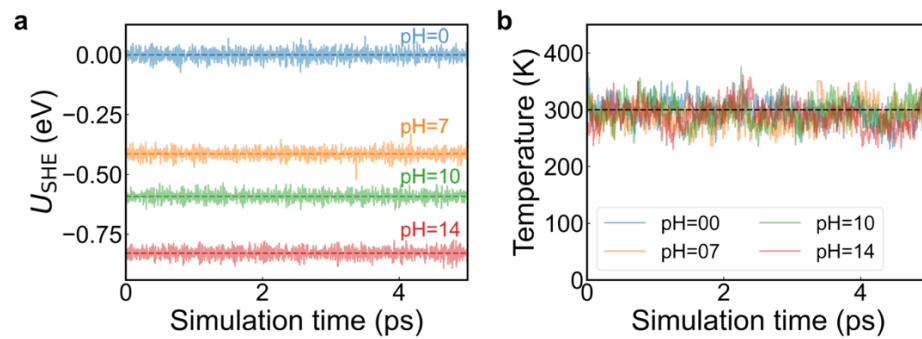 a
U_SHE (eV)
0.00
−0.25
−0.50
−0.75
pH=0
pH=7
pH=10
pH=14
0
2
4
Simulation time (ps)
b
Temperature (K)
400
300
200
100
0
pH=00
pH=10
pH=07
pH=14
0
2
4
Simulation time (ps)